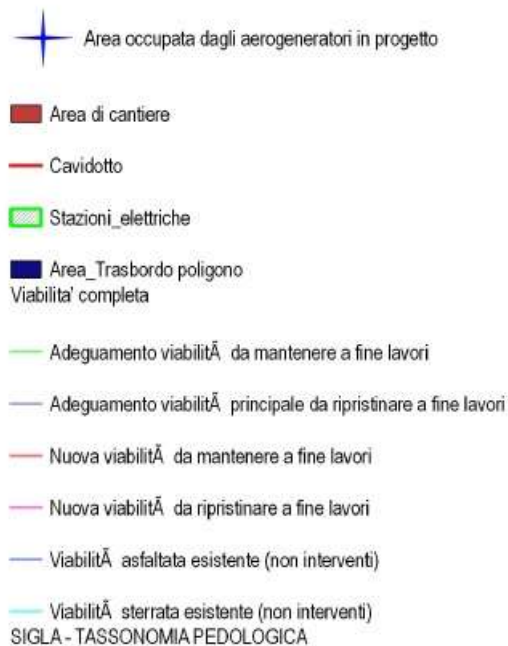 Area occupata dagli aerogeneratori in progetto
Area di cantiere
Cavidotto
Stazioni_elettriche
Area_Trasbordo poligono
Viabilita' completa
Adeguamento viabilitÃ da mantenere a fine lavori
Adeguamento viabilitÃ principale da ripristinare a fine lavori
Nuova viabilitÃ da mantenere a fine lavori
Nuova viabilitÃ da ripristinare a fine lavori
ViabilitÃ asfaltata esistente (non interventi)
ViabilitÃ sterrata esistente (non interventi)
SIGLA - TASSONOMIA PEDOLOGICA